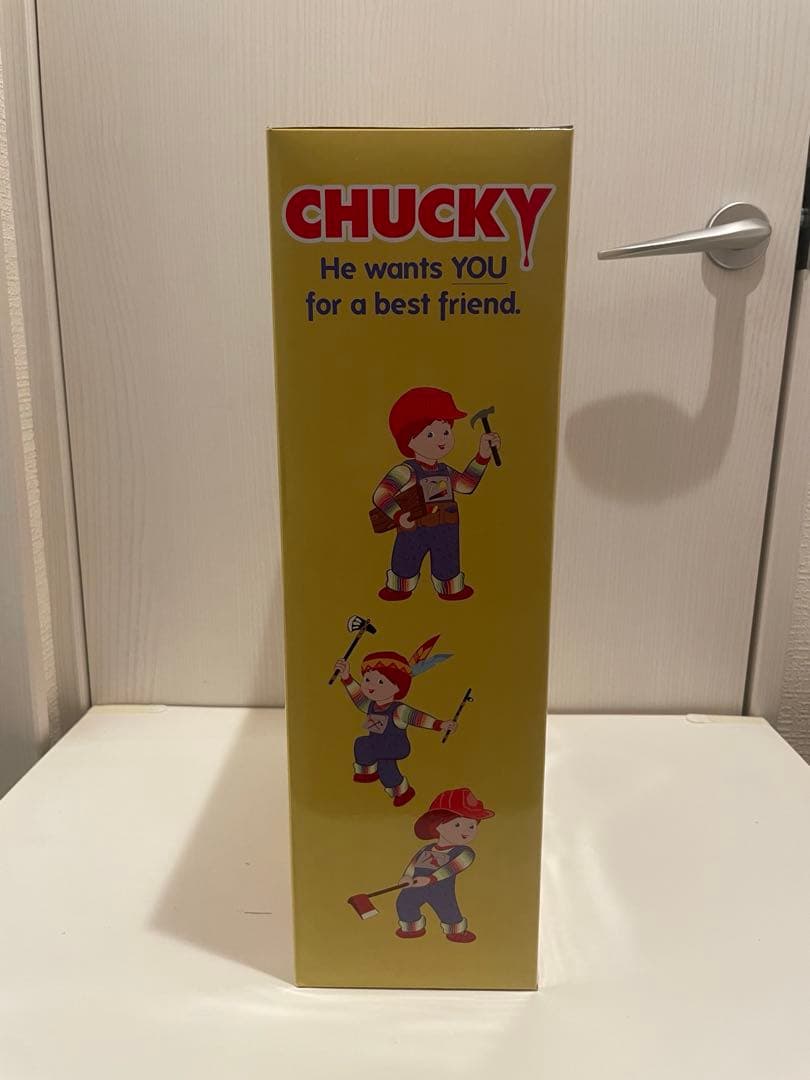 CHUCKY
He wants YOU
for a best friend.